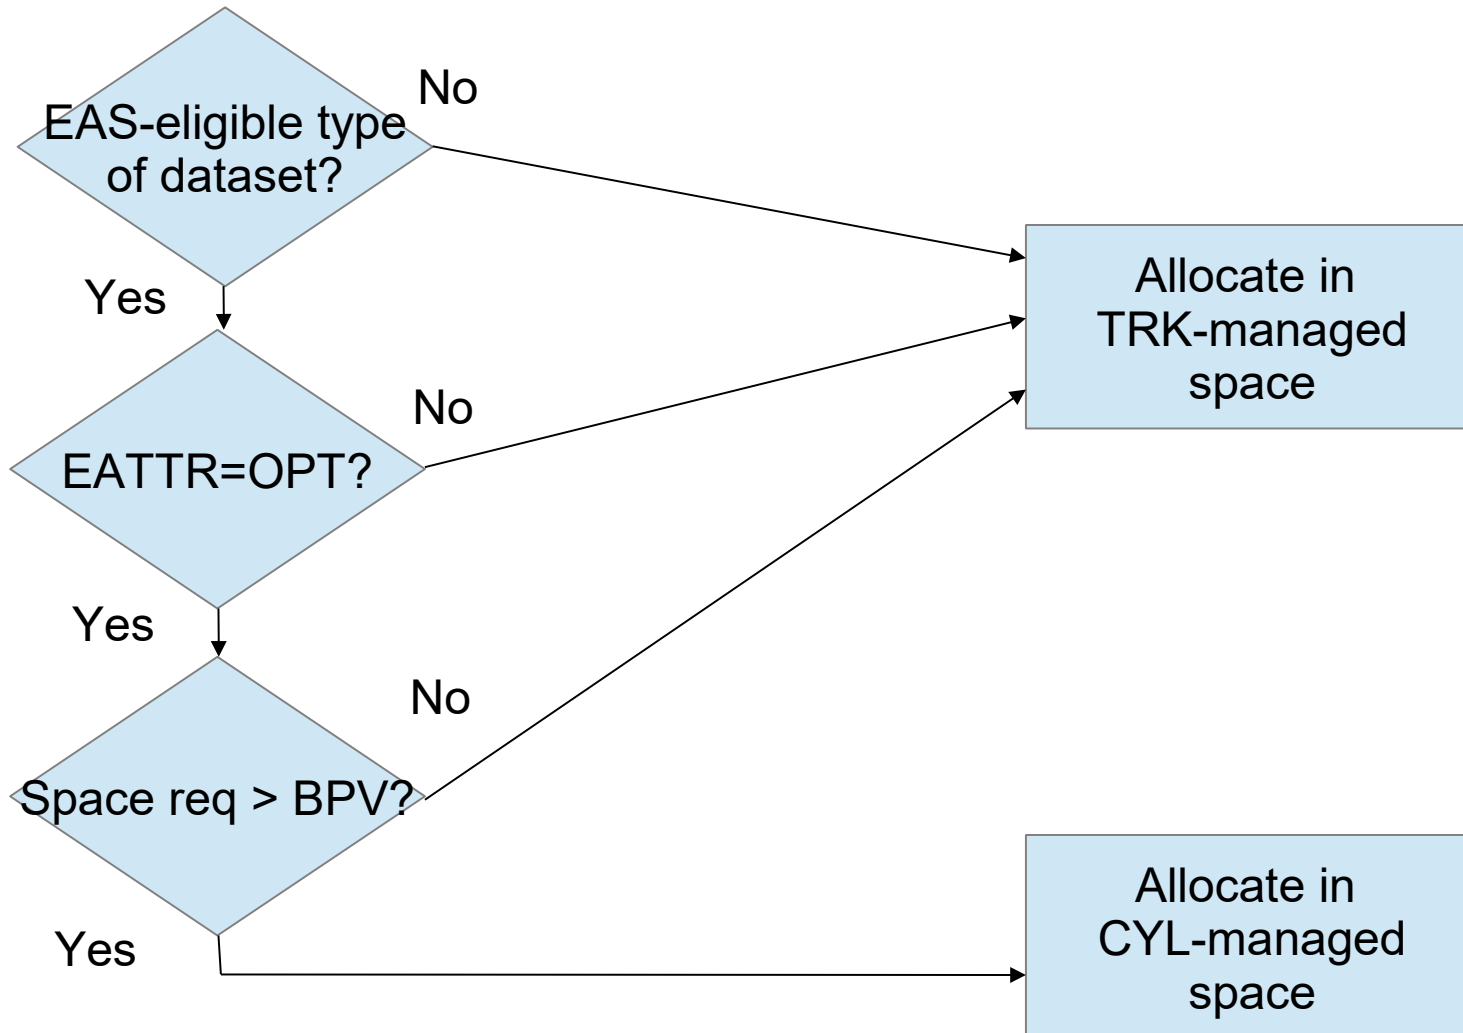 No
EAS-eligible type
of dataset?
Yes
Allocate in
TRK-managed
space
No
EATTR=OPT?
Yes
No
Space req > BPV?
Allocate in
CYL-managed
space
Yes